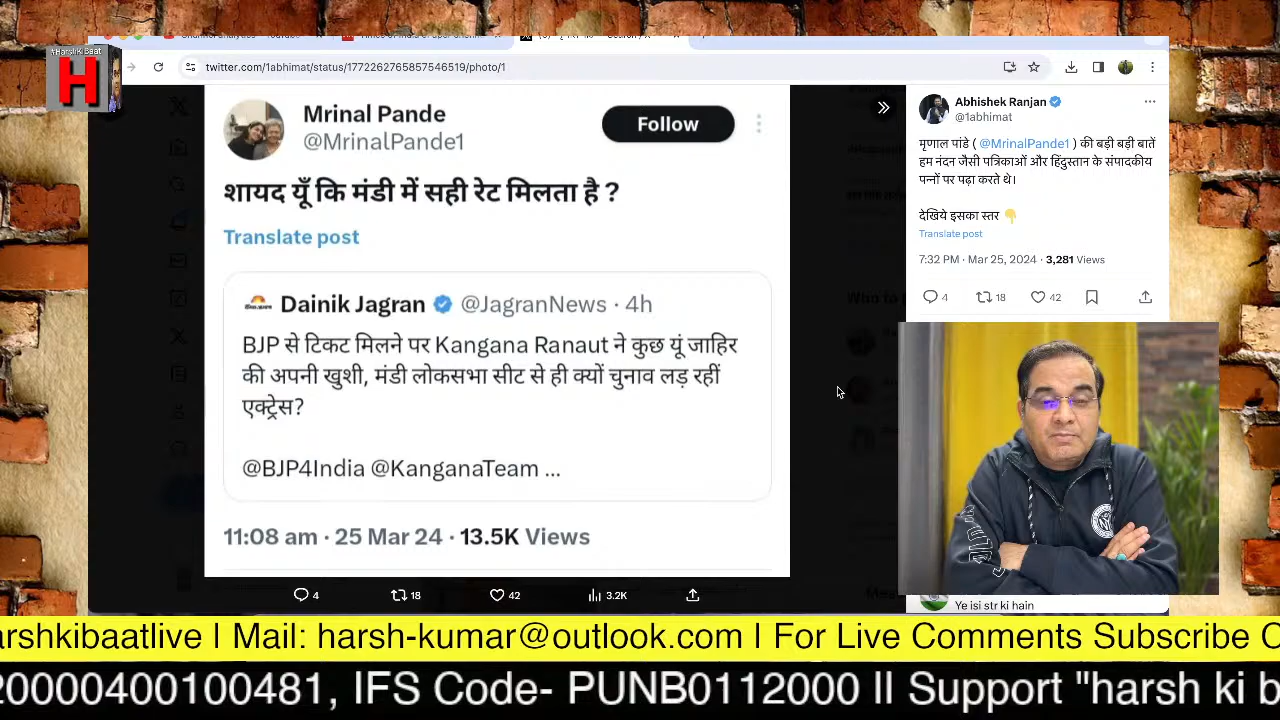 #HarshKiBaat
H
twitter.com/1abhimat/status/1772262765857546519/photo/1
Mrinal Pande
@MrinalPande1
Follow
शायद यूँ कि मंडी में सही रेट मिलता है ?
Translate post
Dainik Jagran @JagranNews · 4h
BJP से टिकट मिलने पर Kangana Ranaut ने कुछ यूं जाहिर
की अपनी खुशी, मंडी लोकसभा सीट से ही क्यों चुनाव लड़ रहीं
एक्ट्रेस?
@BJP4India @KanganaTeam ...
11:08 am · 25 Mar 24 · 13.5K Views
4 18 42 3.2K
Abhishek Ranjan
@1abhimat
मृणाल पांडे ( @MrinalPande1 ) की बड़ी बड़ी बातें
हम नंदन जैसी पत्रिकाओं और हिंदुस्तान के संपादकीय
पन्नों पर पढ़ा करते थे।
देखिये इसका स्तर 👇
Translate post
7:32 PM · Mar 25, 2024 · 3,281 Views
4 18 42
Ye isi str ki hain
arshkibaatlive I Mail: harsh-kumar@outlook.com I For Live Comments Subscribe C
20000400100481, IFS Code- PUNB0112000 II Support "harsh ki b